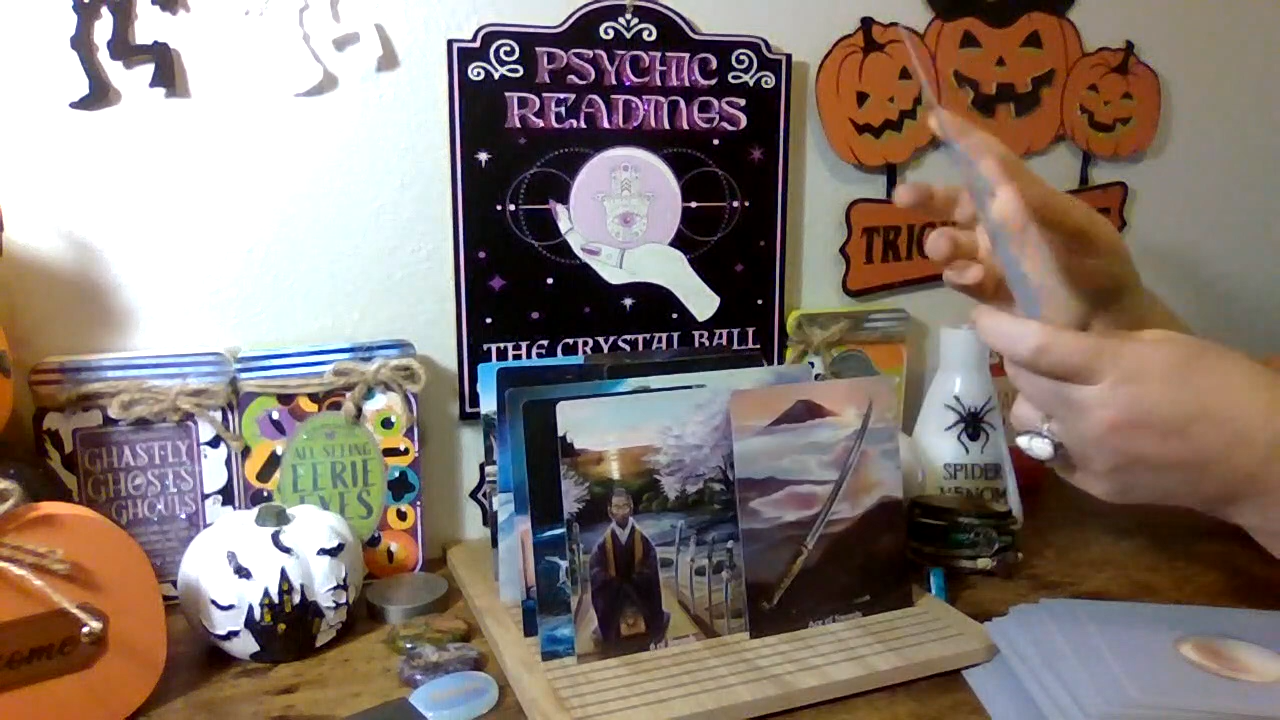 PSYCHIC
READINGS
THE CRYSTAL BALL
TRICK
GHASTLY
GHOSTS
& GHOULS
ALL SEEING
EERIE
EYES
SPIDER
VENOM
Ace of Swords